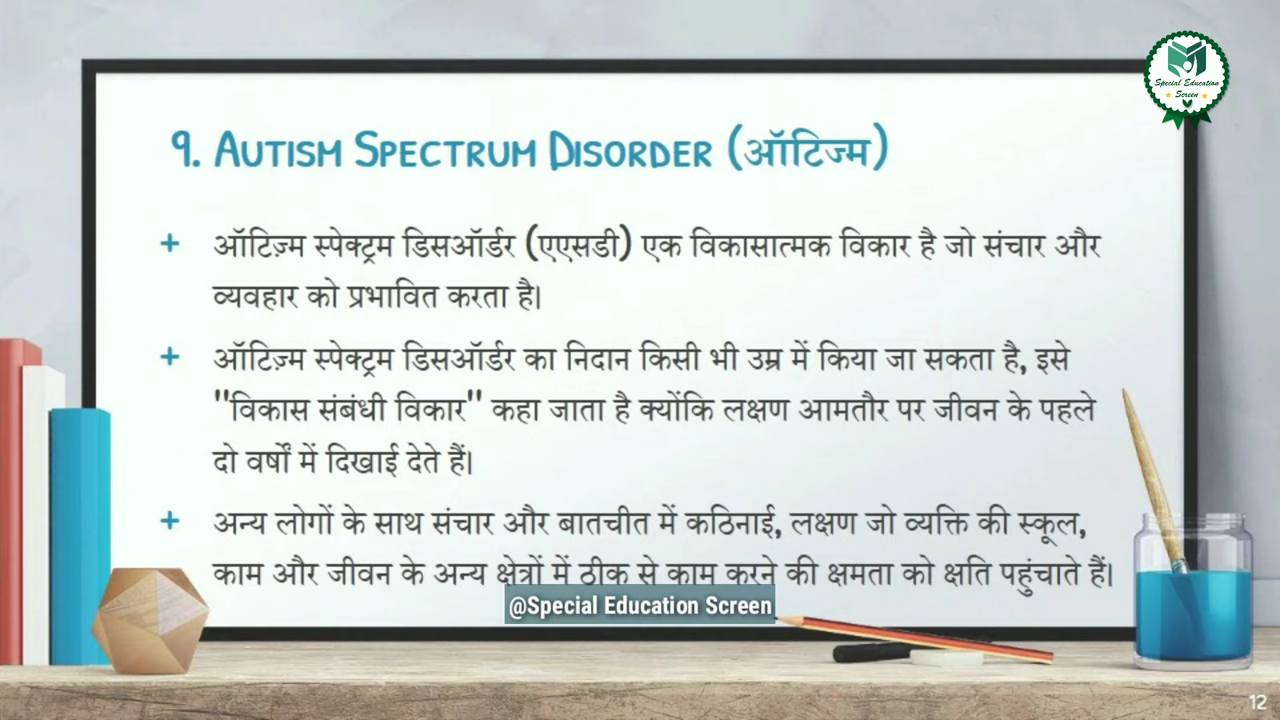 Special Education
Screen
9. AUTISM SPECTRUM DISORDER (ऑटिज्म)
+ ऑटिज़्म स्पेक्ट्रम डिसऑर्डर (एएसडी) एक विकासात्मक विकार है जो संचार और
व्यवहार को प्रभावित करता है।
+ ऑटिज़्म स्पेक्ट्रम डिसऑर्डर का निदान किसी भी उम्र में किया जा सकता है, इसे
"विकास संबंधी विकार" कहा जाता है क्योंकि लक्षण आमतौर पर जीवन के पहले
दो वर्षों में दिखाई देते हैं।
+ अन्य लोगों के साथ संचार और बातचीत में कठिनाई, लक्षण जो व्यक्ति की स्कूल,
काम और जीवन के अन्य क्षेत्रों में ठीक से काम करने की क्षमता को क्षति पहुंचाते हैं।
@Special Education Screen
12